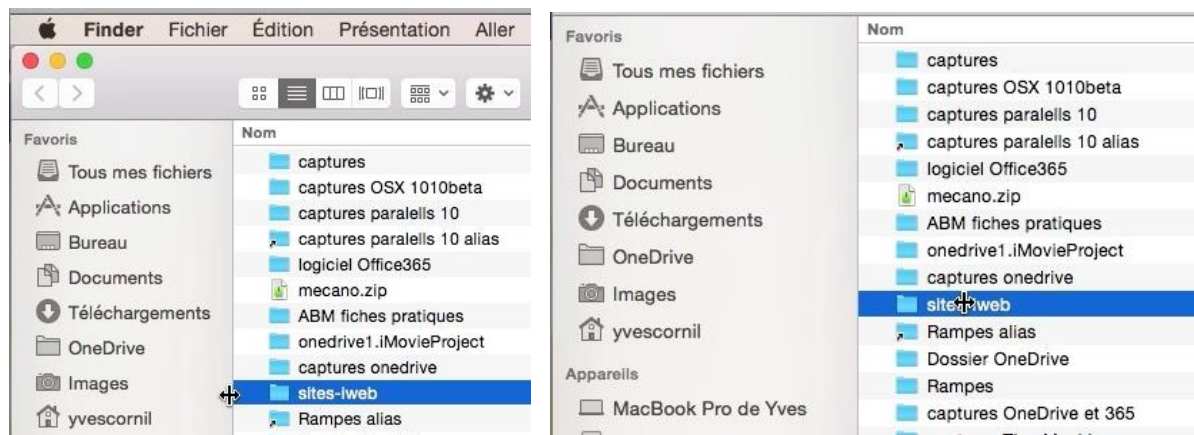 Finder Fichier Édition Présentation Aller
Favoris
Tous mes fichiers
Applications
Bureau
Documents
Téléchargements
OneDrive
Images
yvescornil
Nom
captures
captures OSX 1010beta
captures paralells 10
captures paralells 10 alias
logiciel Office365
mecano.zip
ABM fiches pratiques
onedrive1.iMovieProject
captures onedrive
sites-iweb
Rampes alias
Favoris
Tous mes fichiers
Applications
Bureau
Documents
Téléchargements
OneDrive
Images
yvescornil
Appareils
MacBook Pro de Yves
Nom
captures
captures OSX 1010beta
captures paralells 10
captures paralells 10 alias
logiciel Office365
mecano.zip
ABM fiches pratiques
onedrive1.iMovieProject
captures onedrive
sites-iweb
Rampes alias
Dossier OneDrive
Rampes
captures OneDrive et 365